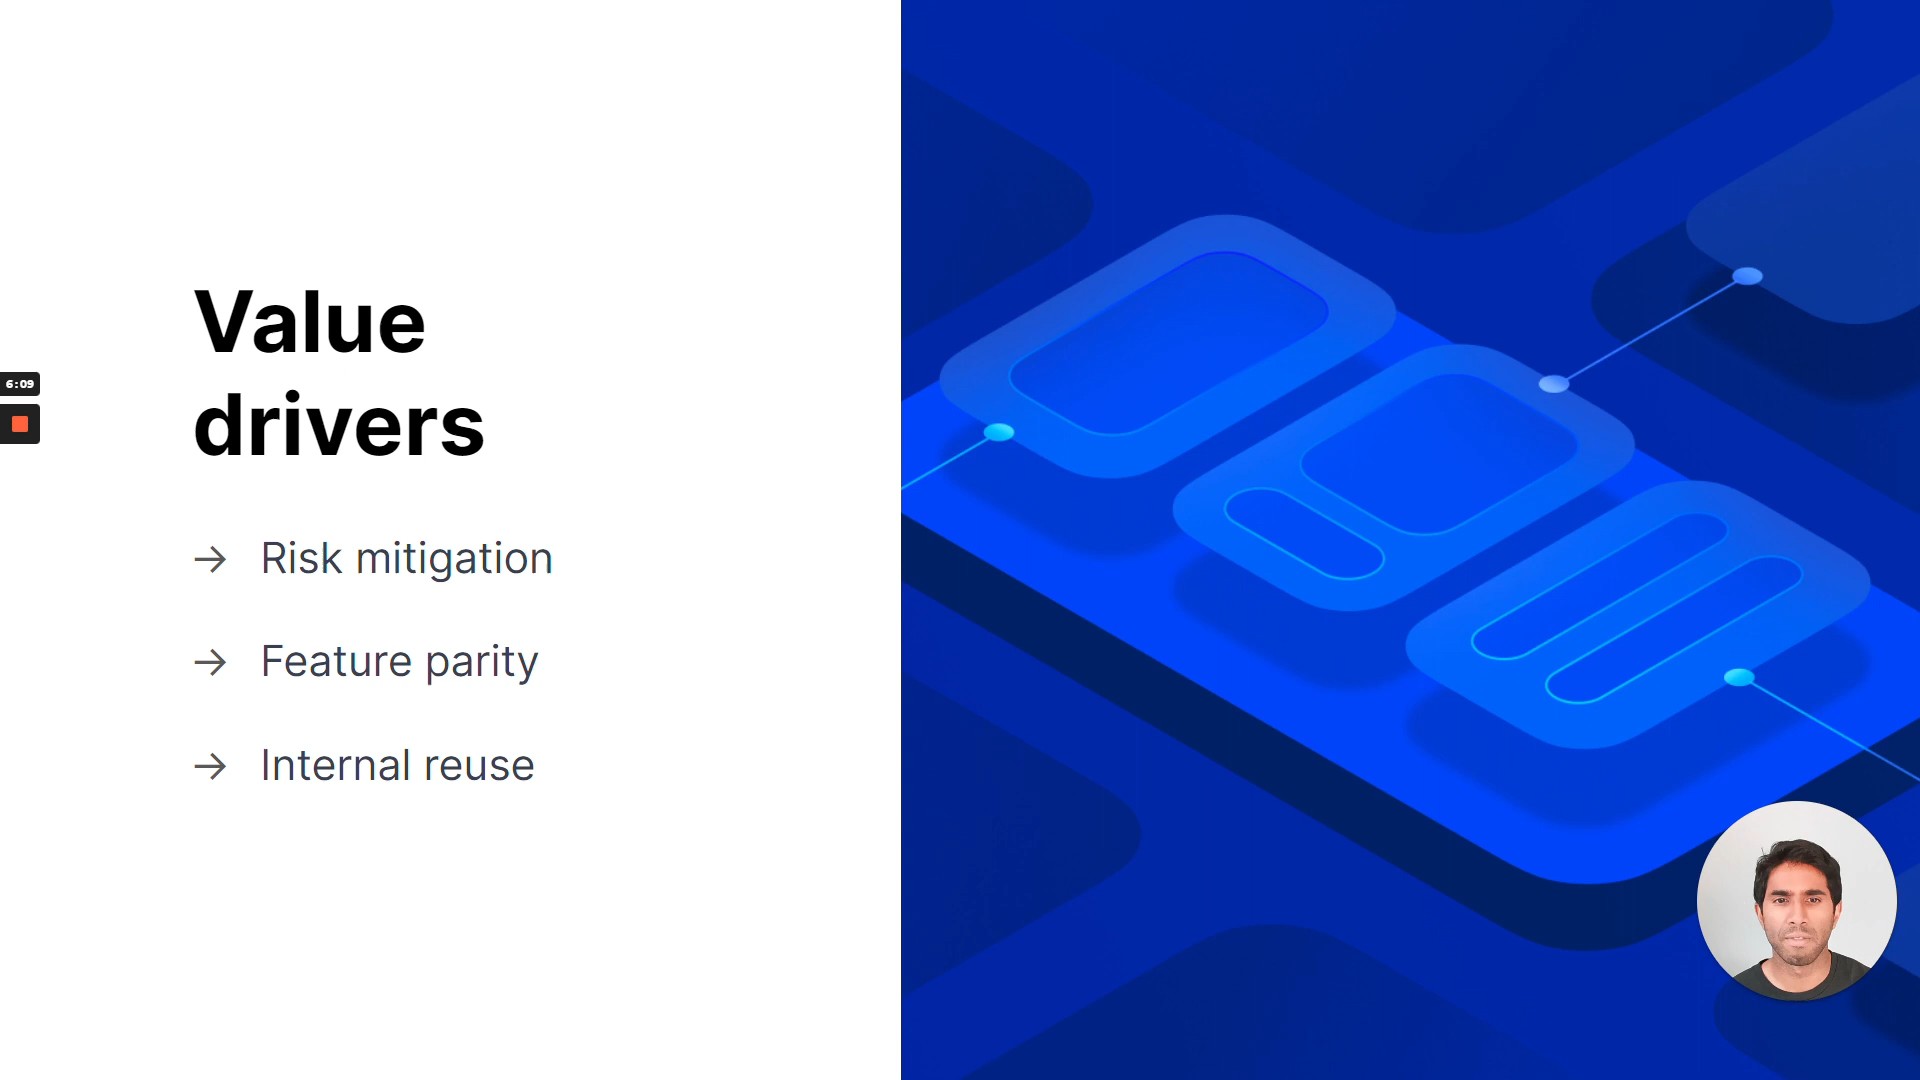 Value
drivers
→ Risk mitigation
→ Feature parity
→ Internal reuse
6:09